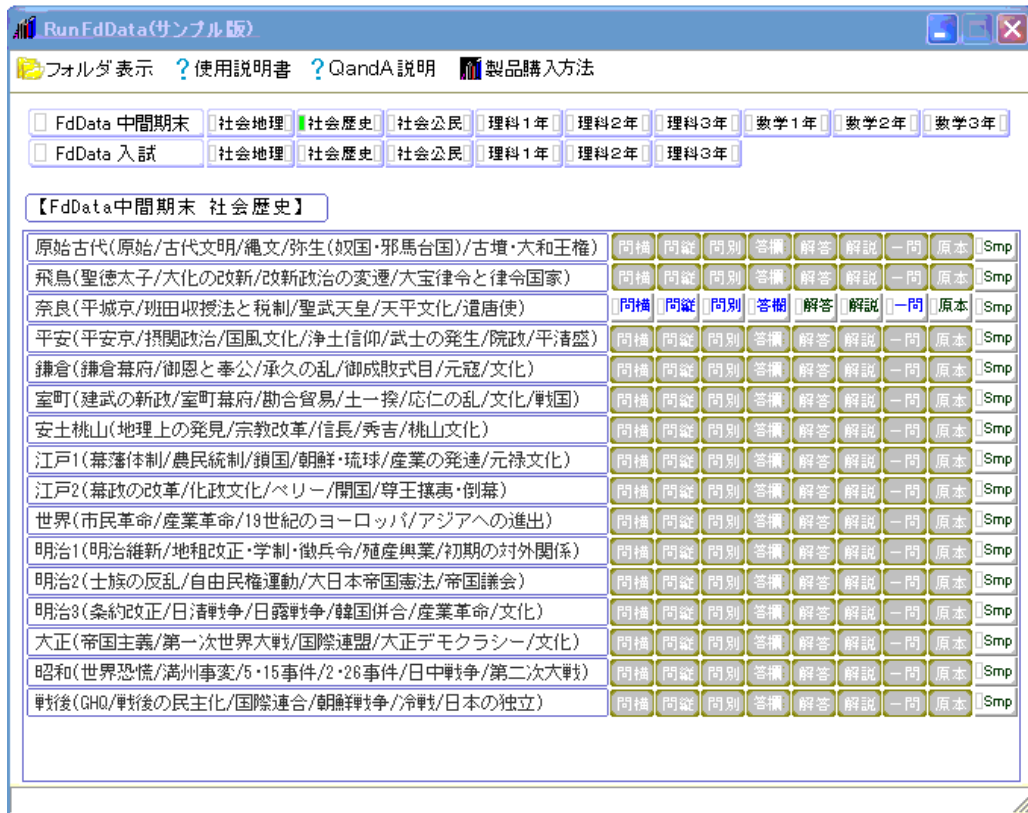 RunFdData(サンプル版)
フォルダ表示 ?使用説明書 ?QandA説明 製品購入方法
FdData 中間期末 社会地理 社会歴史 社会公民 理科1年 理科2年 理科3年 数学1年 数学2年 数学3年
FdData 入試 社会地理 社会歴史 社会公民 理科1年 理科2年 理科3年
【FdData中間期末 社会歴史】
原始古代(原始/古代文明/縄文/弥生(奴国・邪馬台国)/古墳・大和王権) 問横 問縦 問別 答欄 解答 解説 一問 原本 Smp
飛鳥(聖徳太子/大化の改新/改新政治の変遷/大宝律令と律令国家) 問横 問縦 問別 答欄 解答 解説 一問 原本 Smp
奈良(平城京/班田収授法と税制/聖武天皇/天平文化/遣唐使) 問横 問縦 問別 答欄 解答 解説 一問 原本 Smp
平安(平安京/摂関政治/国風文化/浄土信仰/武士の発生/院政/平清盛) 問横 問縦 問別 答欄 解答 解説 一問 原本 Smp
鎌倉(鎌倉幕府/御恩と奉公/承久の乱/御成敗式目/元寇/文化) 問横 問縦 問別 答欄 解答 解説 一問 原本 Smp
室町(建武の新政/室町幕府/勘合貿易/土一揆/応仁の乱/文化/戦国) 問横 問縦 問別 答欄 解答 解説 一問 原本 Smp
安土桃山(地理上の発見/宗教改革/信長/秀吉/桃山文化) 問横 問縦 問別 答欄 解答 解説 一問 原本 Smp
江戸1(幕藩体制/農民統制/鎖国/朝鮮・琉球/産業の発達/元禄文化) 問横 問縦 問別 答欄 解答 解説 一問 原本 Smp
江戸2(幕政の改革/化政文化/ペリー/開国/尊王攘夷・倒幕) 問横 問縦 問別 答欄 解答 解説 一問 原本 Smp
世界(市民革命/産業革命/19世紀のヨーロッパ/アジアへの進出) 問横 問縦 問別 答欄 解答 解説 一問 原本 Smp
明治1(明治維新/地租改正・学制・徴兵令/殖産興業/初期の対外関係) 問横 問縦 問別 答欄 解答 解説 一問 原本 Smp
明治2(士族の反乱/自由民権運動/大日本帝国憲法/帝国議会) 問横 問縦 問別 答欄 解答 解説 一問 原本 Smp
明治3(条約改正/日清戦争/日露戦争/韓国併合/産業革命/文化) 問横 問縦 問別 答欄 解答 解説 一問 原本 Smp
大正(帝国主義/第一次世界大戦/国際連盟/大正デモクラシー/文化) 問横 問縦 問別 答欄 解答 解説 一問 原本 Smp
昭和(世界恐慌/満州事変/5・15事件/2・26事件/日中戦争/第二次大戦) 問横 問縦 問別 答欄 解答 解説 一問 原本 Smp
戦後(GHQ/戦後の民主化/国際連合/朝鮮戦争/冷戦/日本の独立) 問横 問縦 問別 答欄 解答 解説 一問 原本 Smp